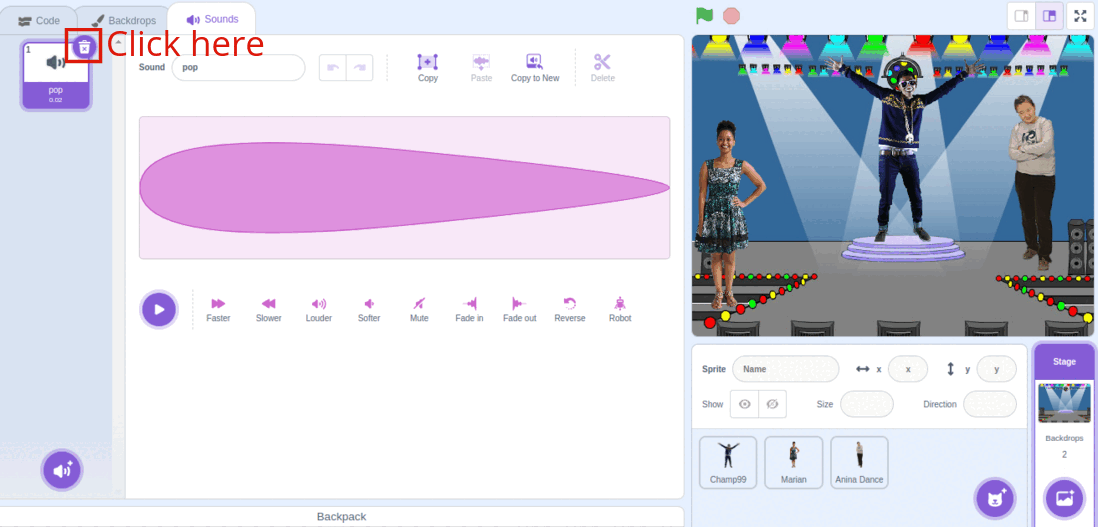 Code
Backdrops
Sounds
Click here
1
pop
0.02
Sound
pop
Copy
Paste
Copy to New
Delete
Faster
Slower
Louder
Softer
Mute
Fade in
Fade out
Reverse
Robot
Sprite
Name
x
x
y
y
Show
Size
Direction
Champ99
Marian
Anina Dance
Stage
Backdrops
2
Backpack